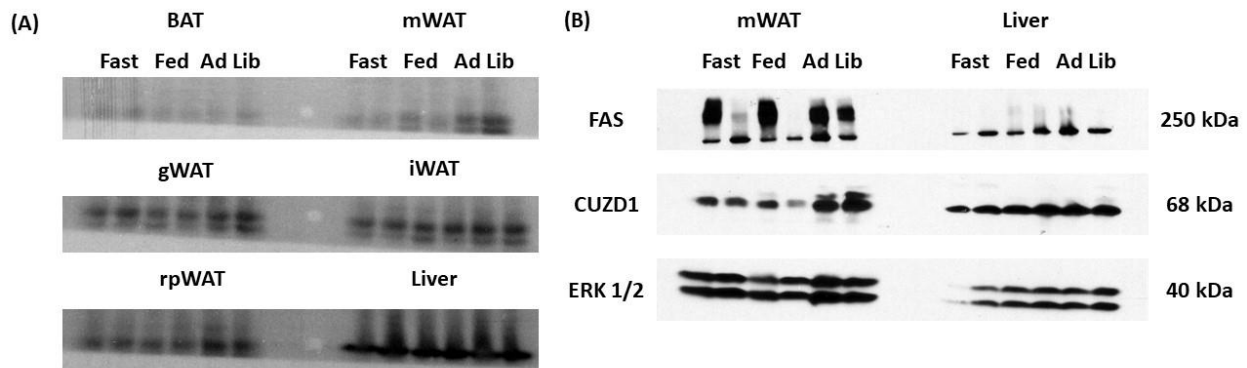 (A)
BAT mWAT
Fast Fed Ad Lib Fast Fed Ad Lib
gWAT iWAT
rpWAT Liver
(B)
mWAT Liver
Fast Fed Ad Lib Fast Fed Ad Lib
FAS 250 kDa
CUZD1 68 kDa
ERK 1/2 40 kDa